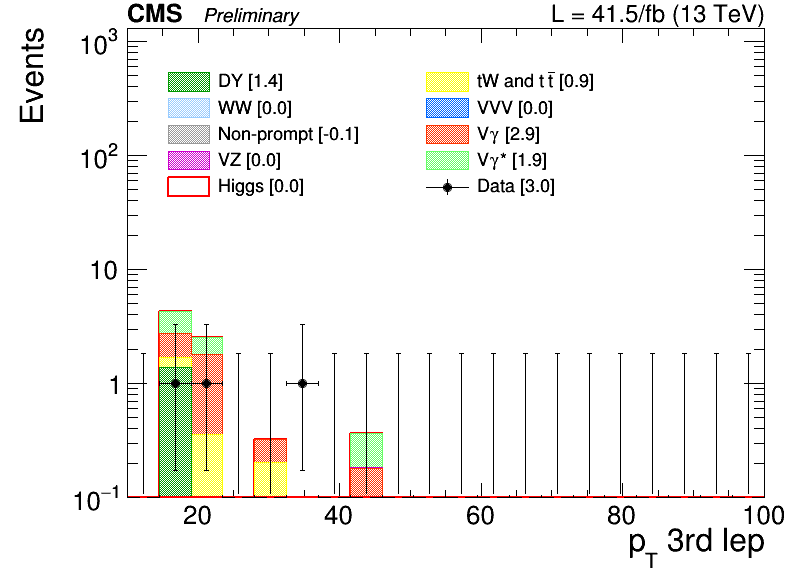 CMS Preliminary L = 41.5/fb (13 TeV)
Events
10³
10²
10
1
10⁻¹
DY [1.4]
WW [0.0]
Non-prompt [-0.1]
VZ [0.0]
Higgs [0.0]
tW and tt̅ [0.9]
VVV [0.0]
Vγ [2.9]
Vγ* [1.9]
Data [3.0]
20 40 60 80 100
p_T 3rd lep